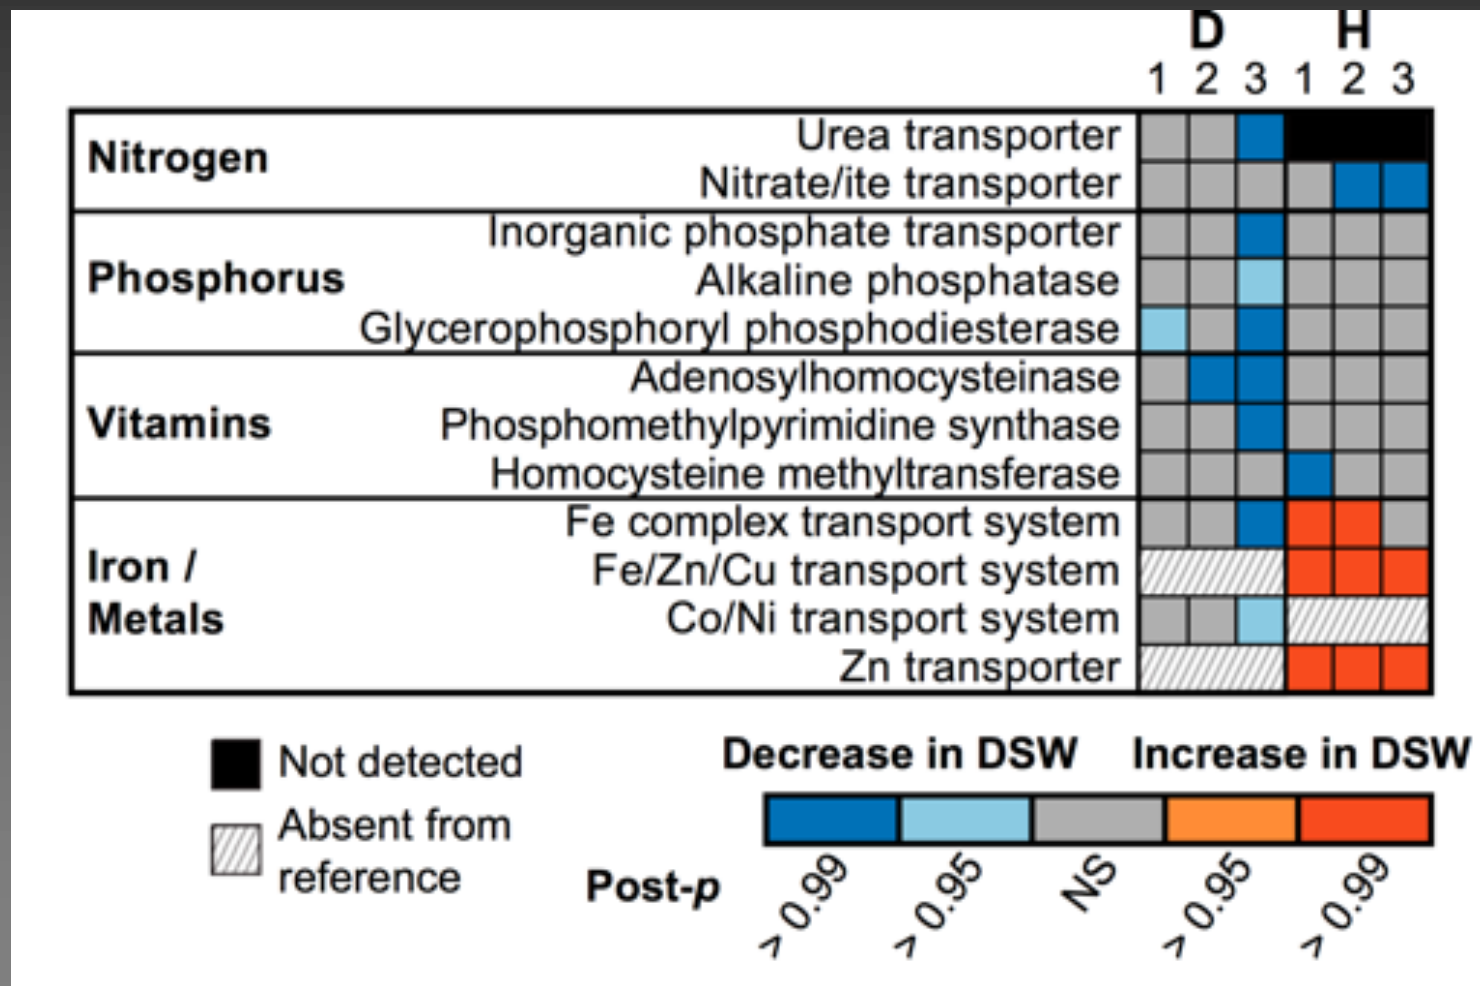 D H
1 2 3 1 2 3
Nitrogen
Urea transporter
Nitrate/ite transporter
Phosphorus
Inorganic phosphate transporter
Alkaline phosphatase
Glycerophosphoryl phosphodiesterase
Vitamins
Adenosylhomocysteinase
Phosphomethylpyrimidine synthase
Homocysteine methyltransferase
Iron /
Metals
Fe complex transport system
Fe/Zn/Cu transport system
Co/Ni transport system
Zn transporter
Not detected
Absent from
reference
Decrease in DSW Increase in DSW
Post-p
> 0.99 > 0.95 NS > 0.95 > 0.99